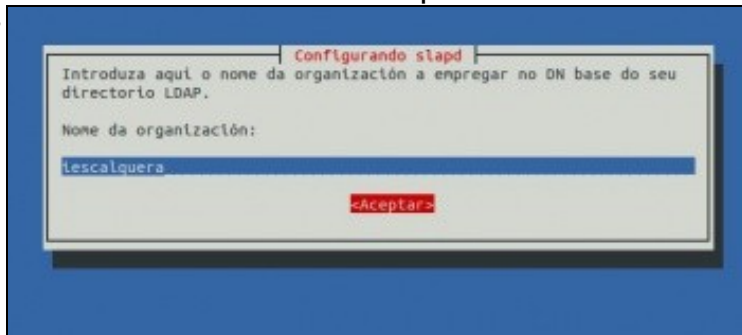 Configurando slapd
Introduza aquí o nome da organización a empregar no DN base do seu
directorio LDAP.
Nome da organización:
iescalquera
<Aceptar>